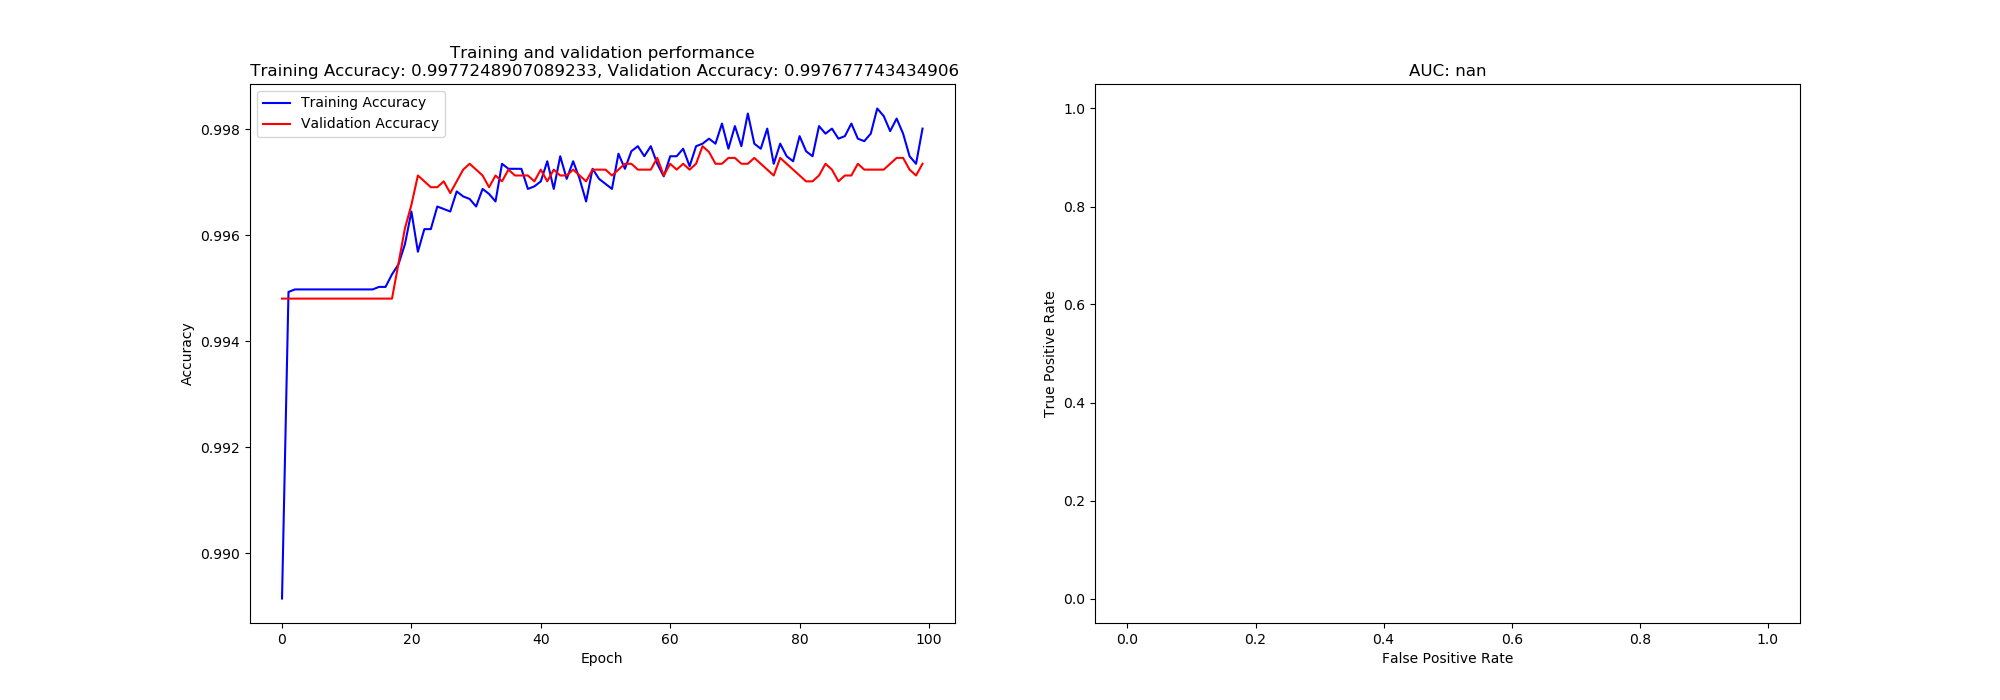 Training and validation performance
Training Accuracy: 0.9977248907089233, Validation Accuracy: 0.997677743434906
Training Accuracy
Validation Accuracy
0.998
0.996
0.994
0.992
0.990
Accuracy
0
20
40
60
80
100
Epoch
AUC: nan
1.0
0.8
0.6
0.4
0.2
0.0
True Positive Rate
0.0
0.2
0.4
0.6
0.8
1.0
False Positive Rate